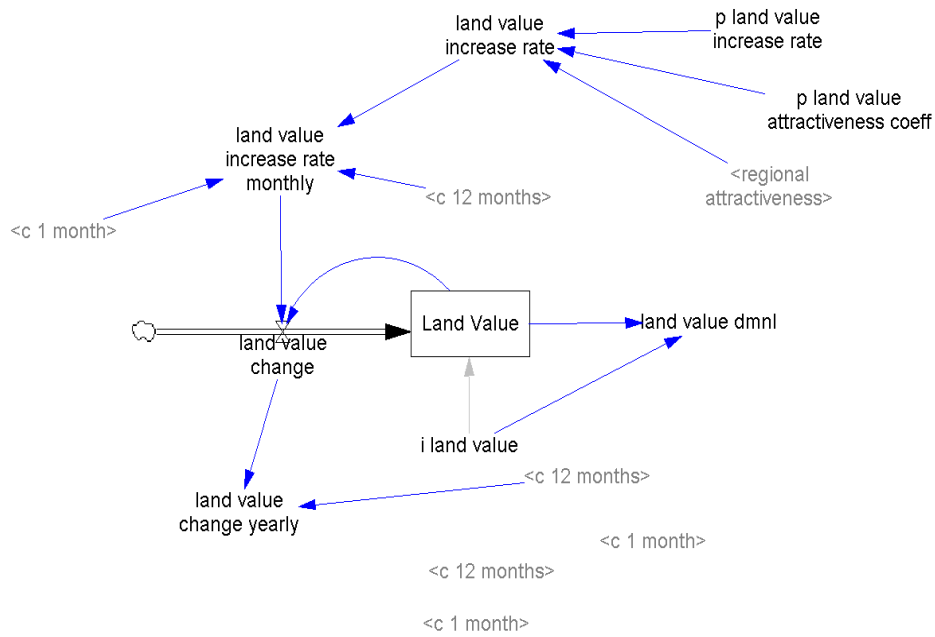 land value
increase rate
p land value
increase rate
p land value
attractiveness coeff
land value
increase rate
monthly
<regional
attractiveness>
<c 12 months>
<c 1 month>
Land Value
land value dmnl
land value
change
i land value
<c 12 months>
land value
change yearly
<c 1 month>
<c 12 months>
<c 1 month>